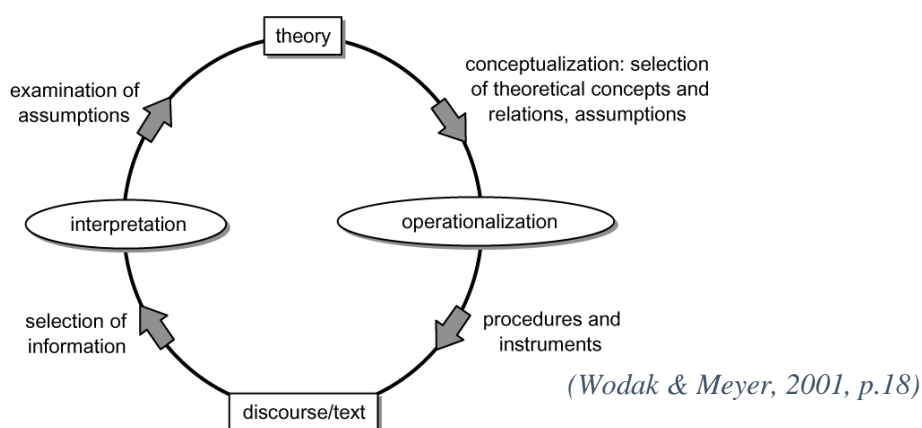 theory
conceptualization: selection
of theoretical concepts and
relations, assumptions
examination of
assumptions
interpretation
operationalization
selection of
information
procedures and
instruments
discourse/text
(Wodak & Meyer, 2001, p.18)